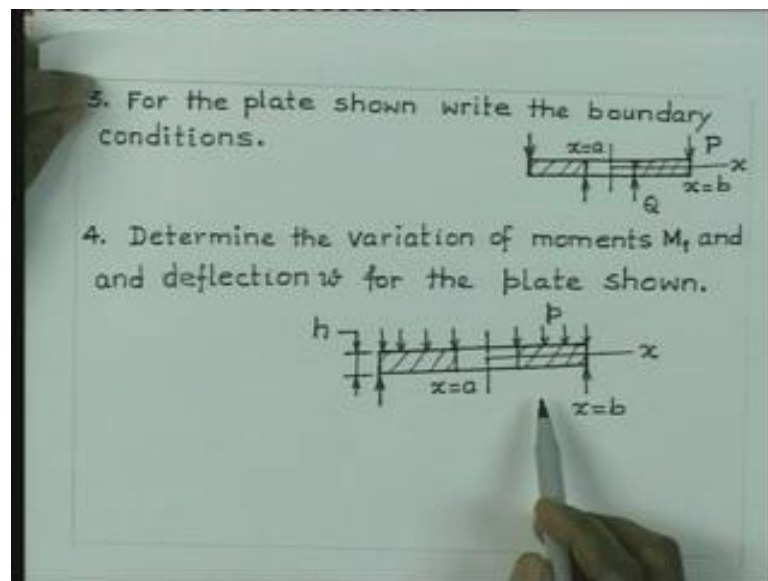 3. For the plate shown write the boundary
conditions.
x=a
P
x
x=b
Q
4. Determine the variation of moments M, and
and deflection w for the plate shown.
h
p
x
x=a
x=b